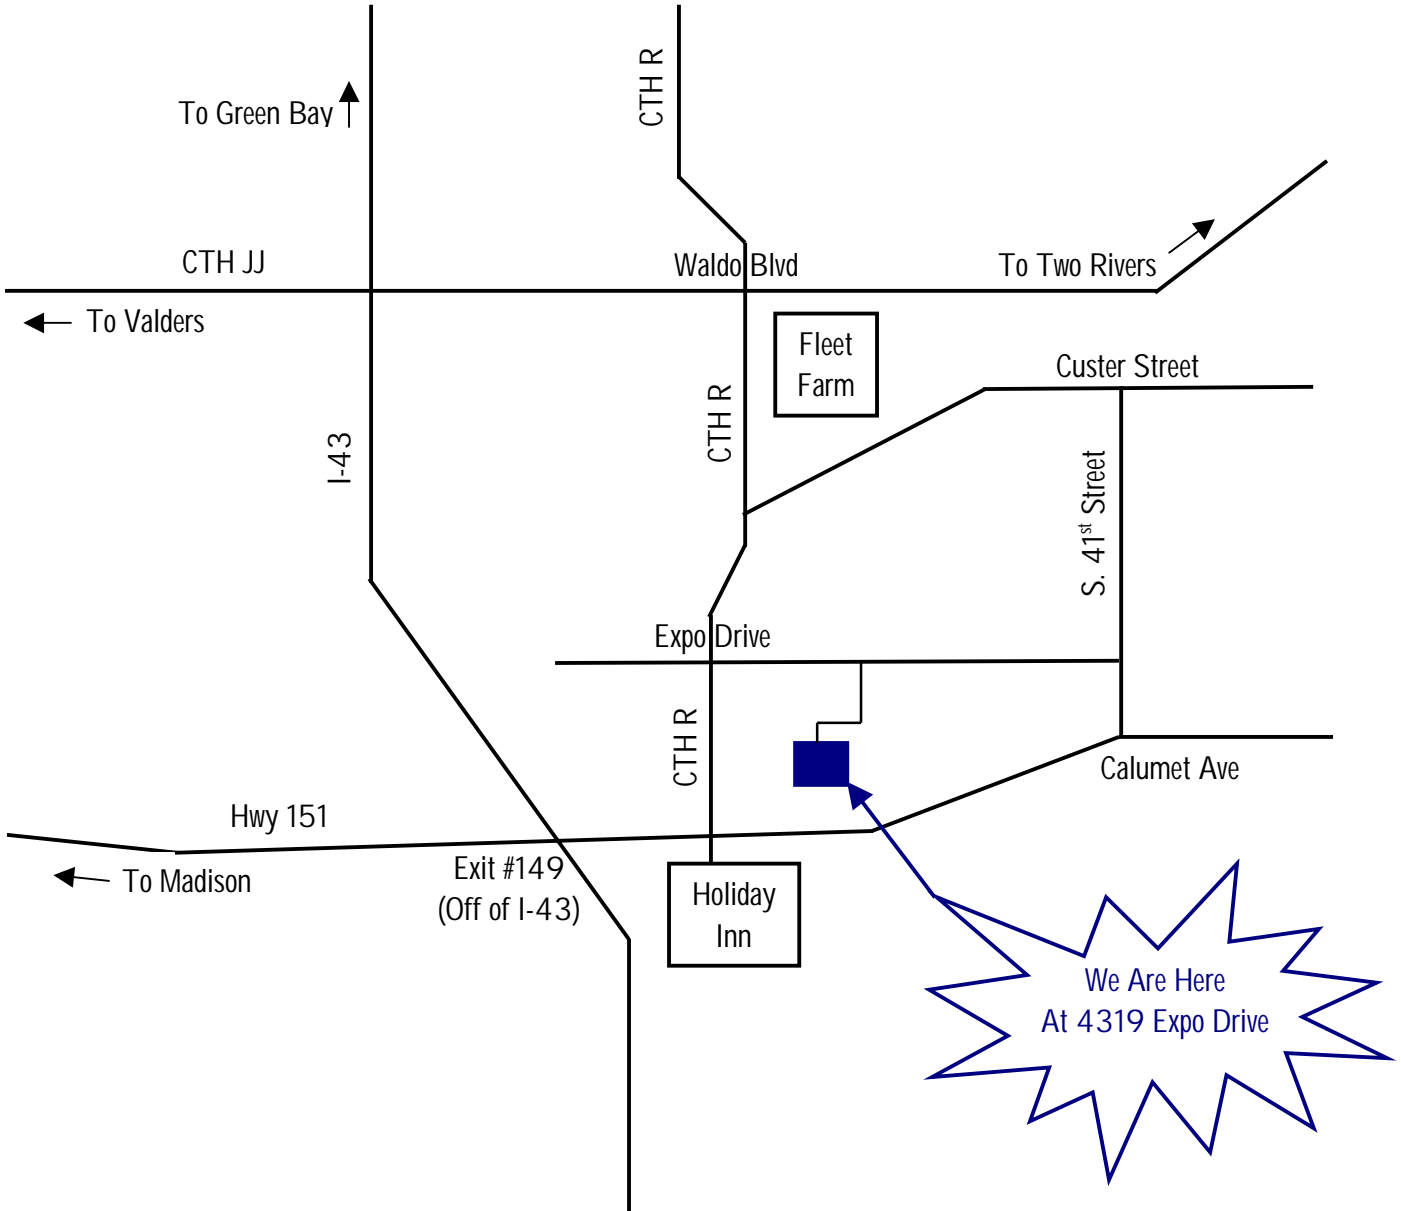 CTH R
To Green Bay
CTH JJ
Waldo Blvd
To Two Rivers
To Valders
Fleet
Farm
Custer Street
CTH R
I-43
S. 41st Street
Expo Drive
CTH R
Calumet Ave
Hwy 151
Exit #149
(Off of I-43)
To Madison
Holiday
Inn
We Are Here
At 4319 Expo Drive